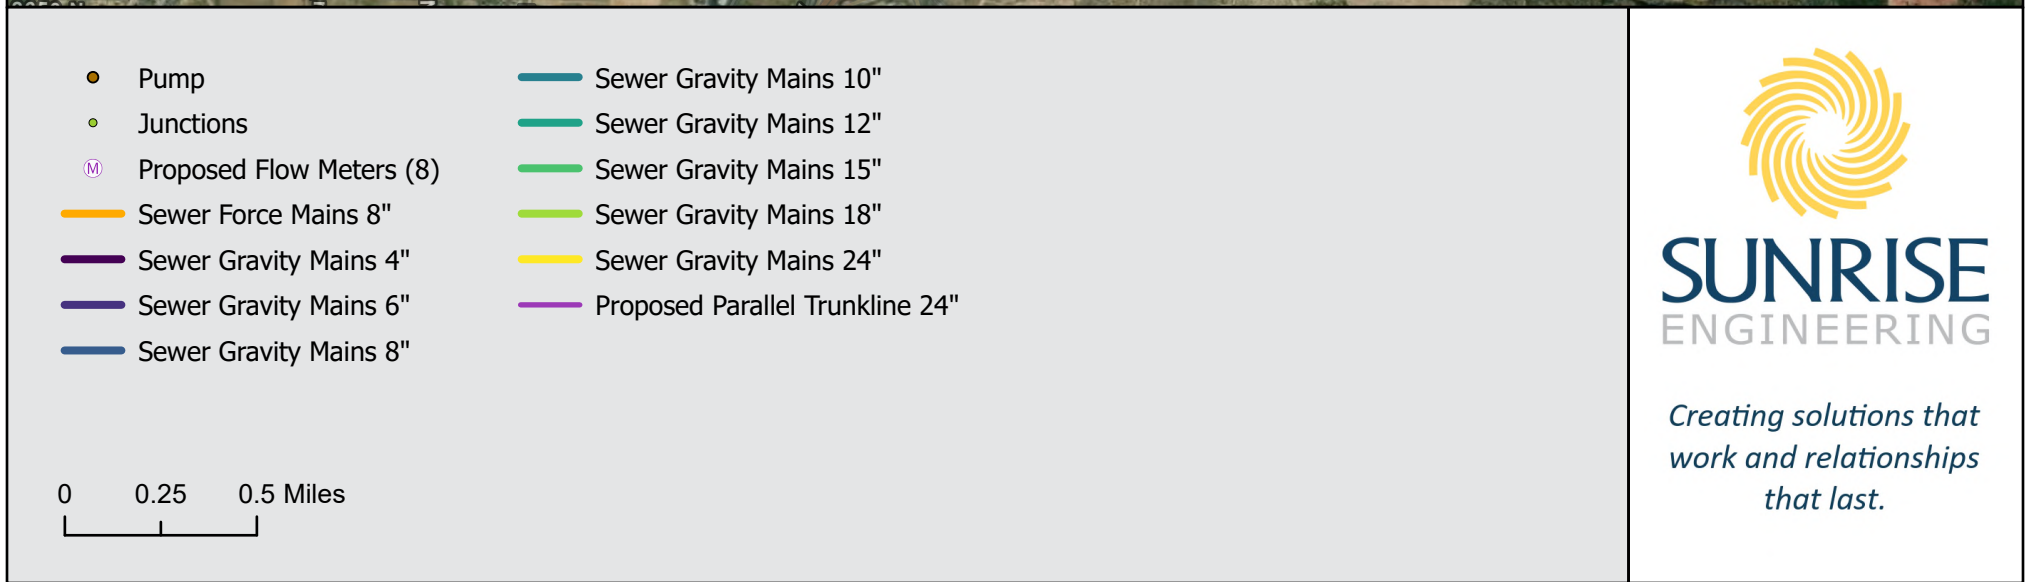 Pump
Junctions
M
Proposed Flow Meters (8)
Sewer Force Mains 8"
Sewer Gravity Mains 4"
Sewer Gravity Mains 6"
Sewer Gravity Mains 8"
Sewer Gravity Mains 10"
Sewer Gravity Mains 12"
Sewer Gravity Mains 15"
Sewer Gravity Mains 18"
Sewer Gravity Mains 24"
Proposed Parallel Trunkline 24"
0 0.25 0.5 Miles
SUNRISE
ENGINEERING
Creating solutions that
work and relationships
that last.